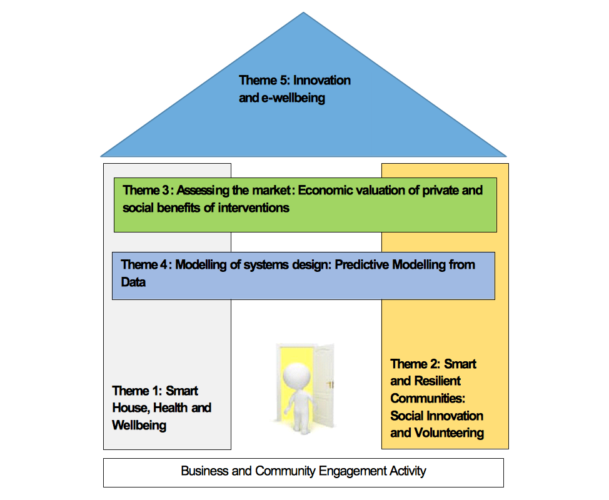 Theme 5: Innovation
and e-wellbeing
Theme 3: Assessing the market: Economic valuation of private and
social benefits of interventions
Theme 4: Modelling of systems design: Predictive Modelling from
Data
Theme 1: Smart
House, Health and
Wellbeing
Theme 2: Smart
and Resilient
Communities:
Social Innovation
and Volunteering
Business and Community Engagement Activity